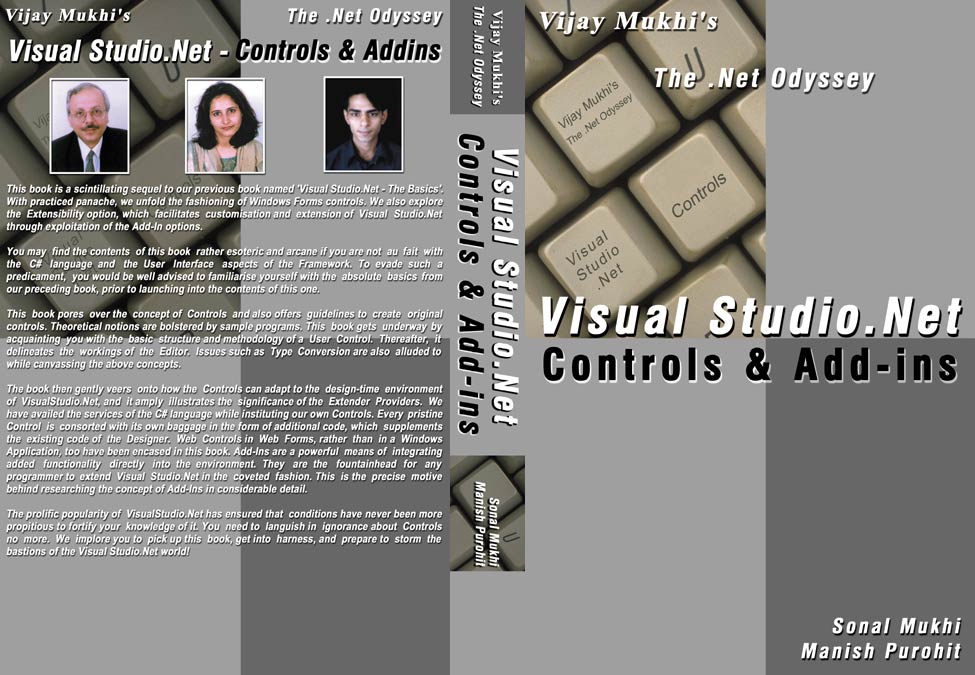 Vijay Mukhi's
The .Net Odyssey
Visual Studio.Net - Controls & Addins
This book is a scintillating sequel to our previous book named 'Visual Studio.Net - The Basics'.
With practiced panache, we unfold the fashioning of Windows Forms controls. We also explore
the Extensibility option, which facilitates customisation and extension of Visual Studio.Net
through exploitation of the Add-In options.
You may find the contents of this book rather esoteric and arcane if you are not au fait with
the C# language and the User Interface aspects of the Framework. To evade such a
predicament, you would be well advised to familiarise yourself with the absolute basics from
our preceding book, prior to launching into the contents of this one.
This book pores over the concept of Controls and also offers guidelines to create original
controls. Theoretical notions are bolstered by sample programs. This book gets underway by
acquainting you with the basic structure and methodology of a User Control. Thereafter, it
delineates the workings of the Editor. Issues such as Type Conversion are also alluded to
while canvassing the above concepts.
The book then gently veers onto how the Controls can adapt to the design-time environment
of VisualStudio.Net, and it amply illustrates the significance of the Extender Providers. We
have availed the services of the C# language while instituting our own Controls. Every pristine
Control is consorted with its own baggage in the form of additional code, which supplements
the existing code of the Designer. Web Controls in Web Forms, rather than in a Windows
Application, too have been encased in this book. Add-Ins are a powerful means of integrating
added functionality directly into the environment. They are the fountainhead for any
programmer to extend Visual Studio.Net in the coveted fashion. This is the precise motive
behind researching the concept of Add-Ins in considerable detail.
The prolific popularity of VisualStudio.Net has ensured that conditions have never been more
propitious to fortify your knowledge of it. You need to languish in ignorance about Controls
no more. We implore you to pick up this book, get into harness, and prepare to storm the
bastions of the Visual Studio.Net world!
Vijay Mukhi's
The .Net Odyssey
Visual Studio.Net
Controls & Add-ins
Sonal Mukhi
Manish Purohit
U
Vijay Mukhi's
The .Net Odyssey
U
Vijay Mukhi's
The .Net Odyssey
Controls
Visual
Studio
.Net
Visual Studio.Net
Controls & Add-ins
Sonal Mukhi
Manish Purohit